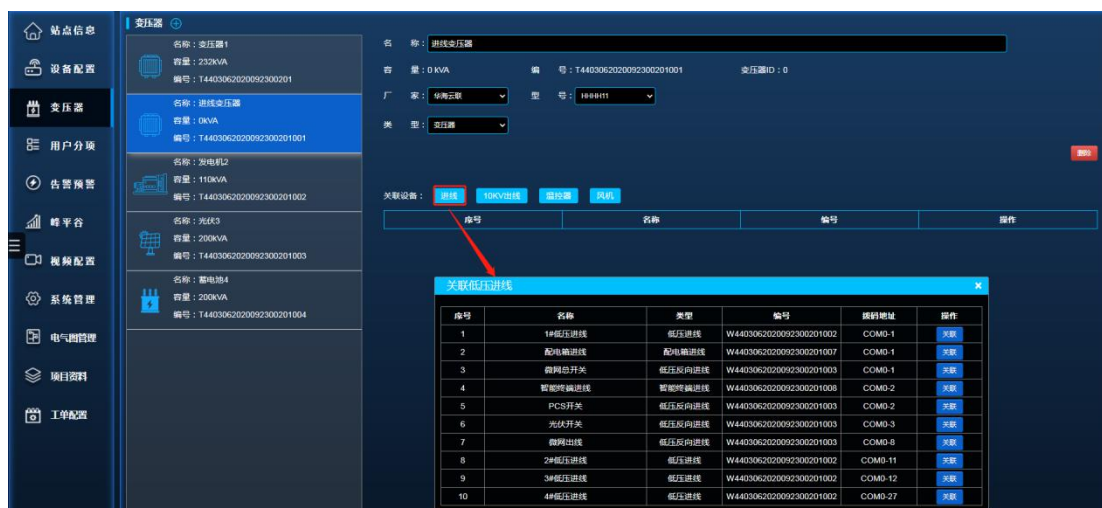 站点信息
设备配置
变压器
用户分项
告警预警
峰平谷
视频配置
系统管理
电气图管理
项目资料
工单配置
变压器
名称：变压器1
容量：232kVA
编号：T4403062020092300201
名称：进线变压器
容量：0kVA
编号：T4403062020092300201001
名称：发电机2
容量：110kVA
编号：T4403062020092300201002
名称：光伏3
容量：200kVA
编号：T4403062020092300201003
名称：蓄电池4
容量：200kVA
编号：T4403062020092300201004
名 称：进线变压器
容 量：0 kVA 编 号：T4403062020092300201001 变压器ID：0
厂 家：华海云联 型 号：HHHH11
类 型：变压器
删除
关联设备： 进线 10KV出线 温控器 风机
序号 名称 编号 操作
关联低压进线 ×
序号 名称 类型 编号 拨码地址 操作
1 1#低压进线 低压进线 W4403062020092300201002 COM0-1 关联
2 配电箱进线 配电箱进线 W4403062020092300201007 COM0-1 关联
3 微网总开关 低压反向进线 W4403062020092300201003 COM0-1 关联
4 智能终端进线 智能终端进线 W4403062020092300201008 COM0-2 关联
5 PCS开关 低压反向进线 W4403062020092300201003 COM0-2 关联
6 光伏开关 低压反向进线 W4403062020092300201003 COM0-3 关联
7 微网出线 低压反向进线 W4403062020092300201003 COM0-8 关联
8 2#低压进线 低压进线 W4403062020092300201002 COM0-11 关联
9 3#低压进线 低压进线 W4403062020092300201002 COM0-12 关联
10 4#低压进线 低压进线 W4403062020092300201002 COM0-27 关联